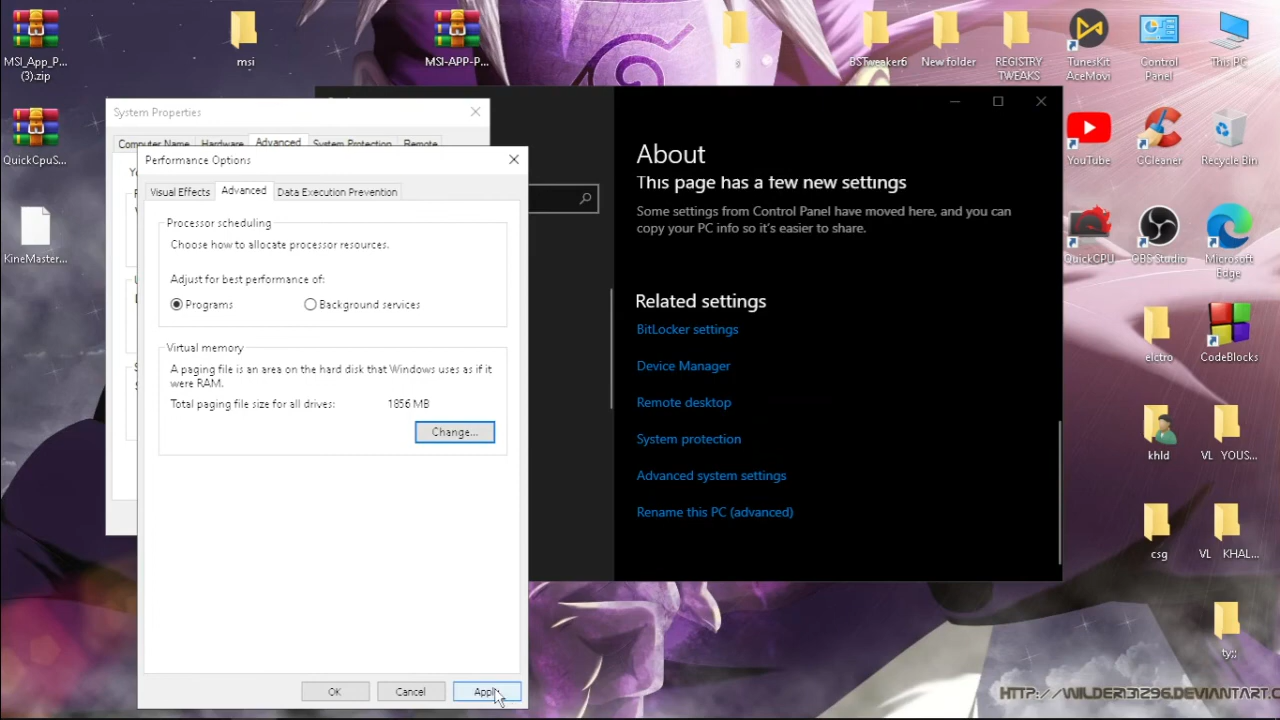 MSI_App_P...
(3).zip
msi
MSI-APP-P...
g
BSTweaker6
New folder
REGISTRY
TWEAKS
TunesKit
AceMovi
Control
Panel
This PC
QuickCpuS...
YouTube
CCleaner
Recycle Bin
KineMaster...
QuickCPU
OBS Studio
Microsoft
Edge
elctro
CodeBlocks
khld
VL YOUS...
csg
VL KHAL...
ty;;
System Properties
Computer Name
Hardware
Advanced
System Protection
Remote
Performance Options
Visual Effects
Advanced
Data Execution Prevention
Processor scheduling
Choose how to allocate processor resources.
Adjust for best performance of:
Programs
Background services
Virtual memory
A paging file is an area on the hard disk that Windows uses as if it
were RAM.
Total paging file size for all drives: 1856 MB
Change...
OK
Cancel
Apply
About
This page has a few new settings
Some settings from Control Panel have moved here, and you can
copy your PC info so it's easier to share.
Related settings
BitLocker settings
Device Manager
Remote desktop
System protection
Advanced system settings
Rename this PC (advanced)
HTTP://WILDER131296.DEVIANTART.C